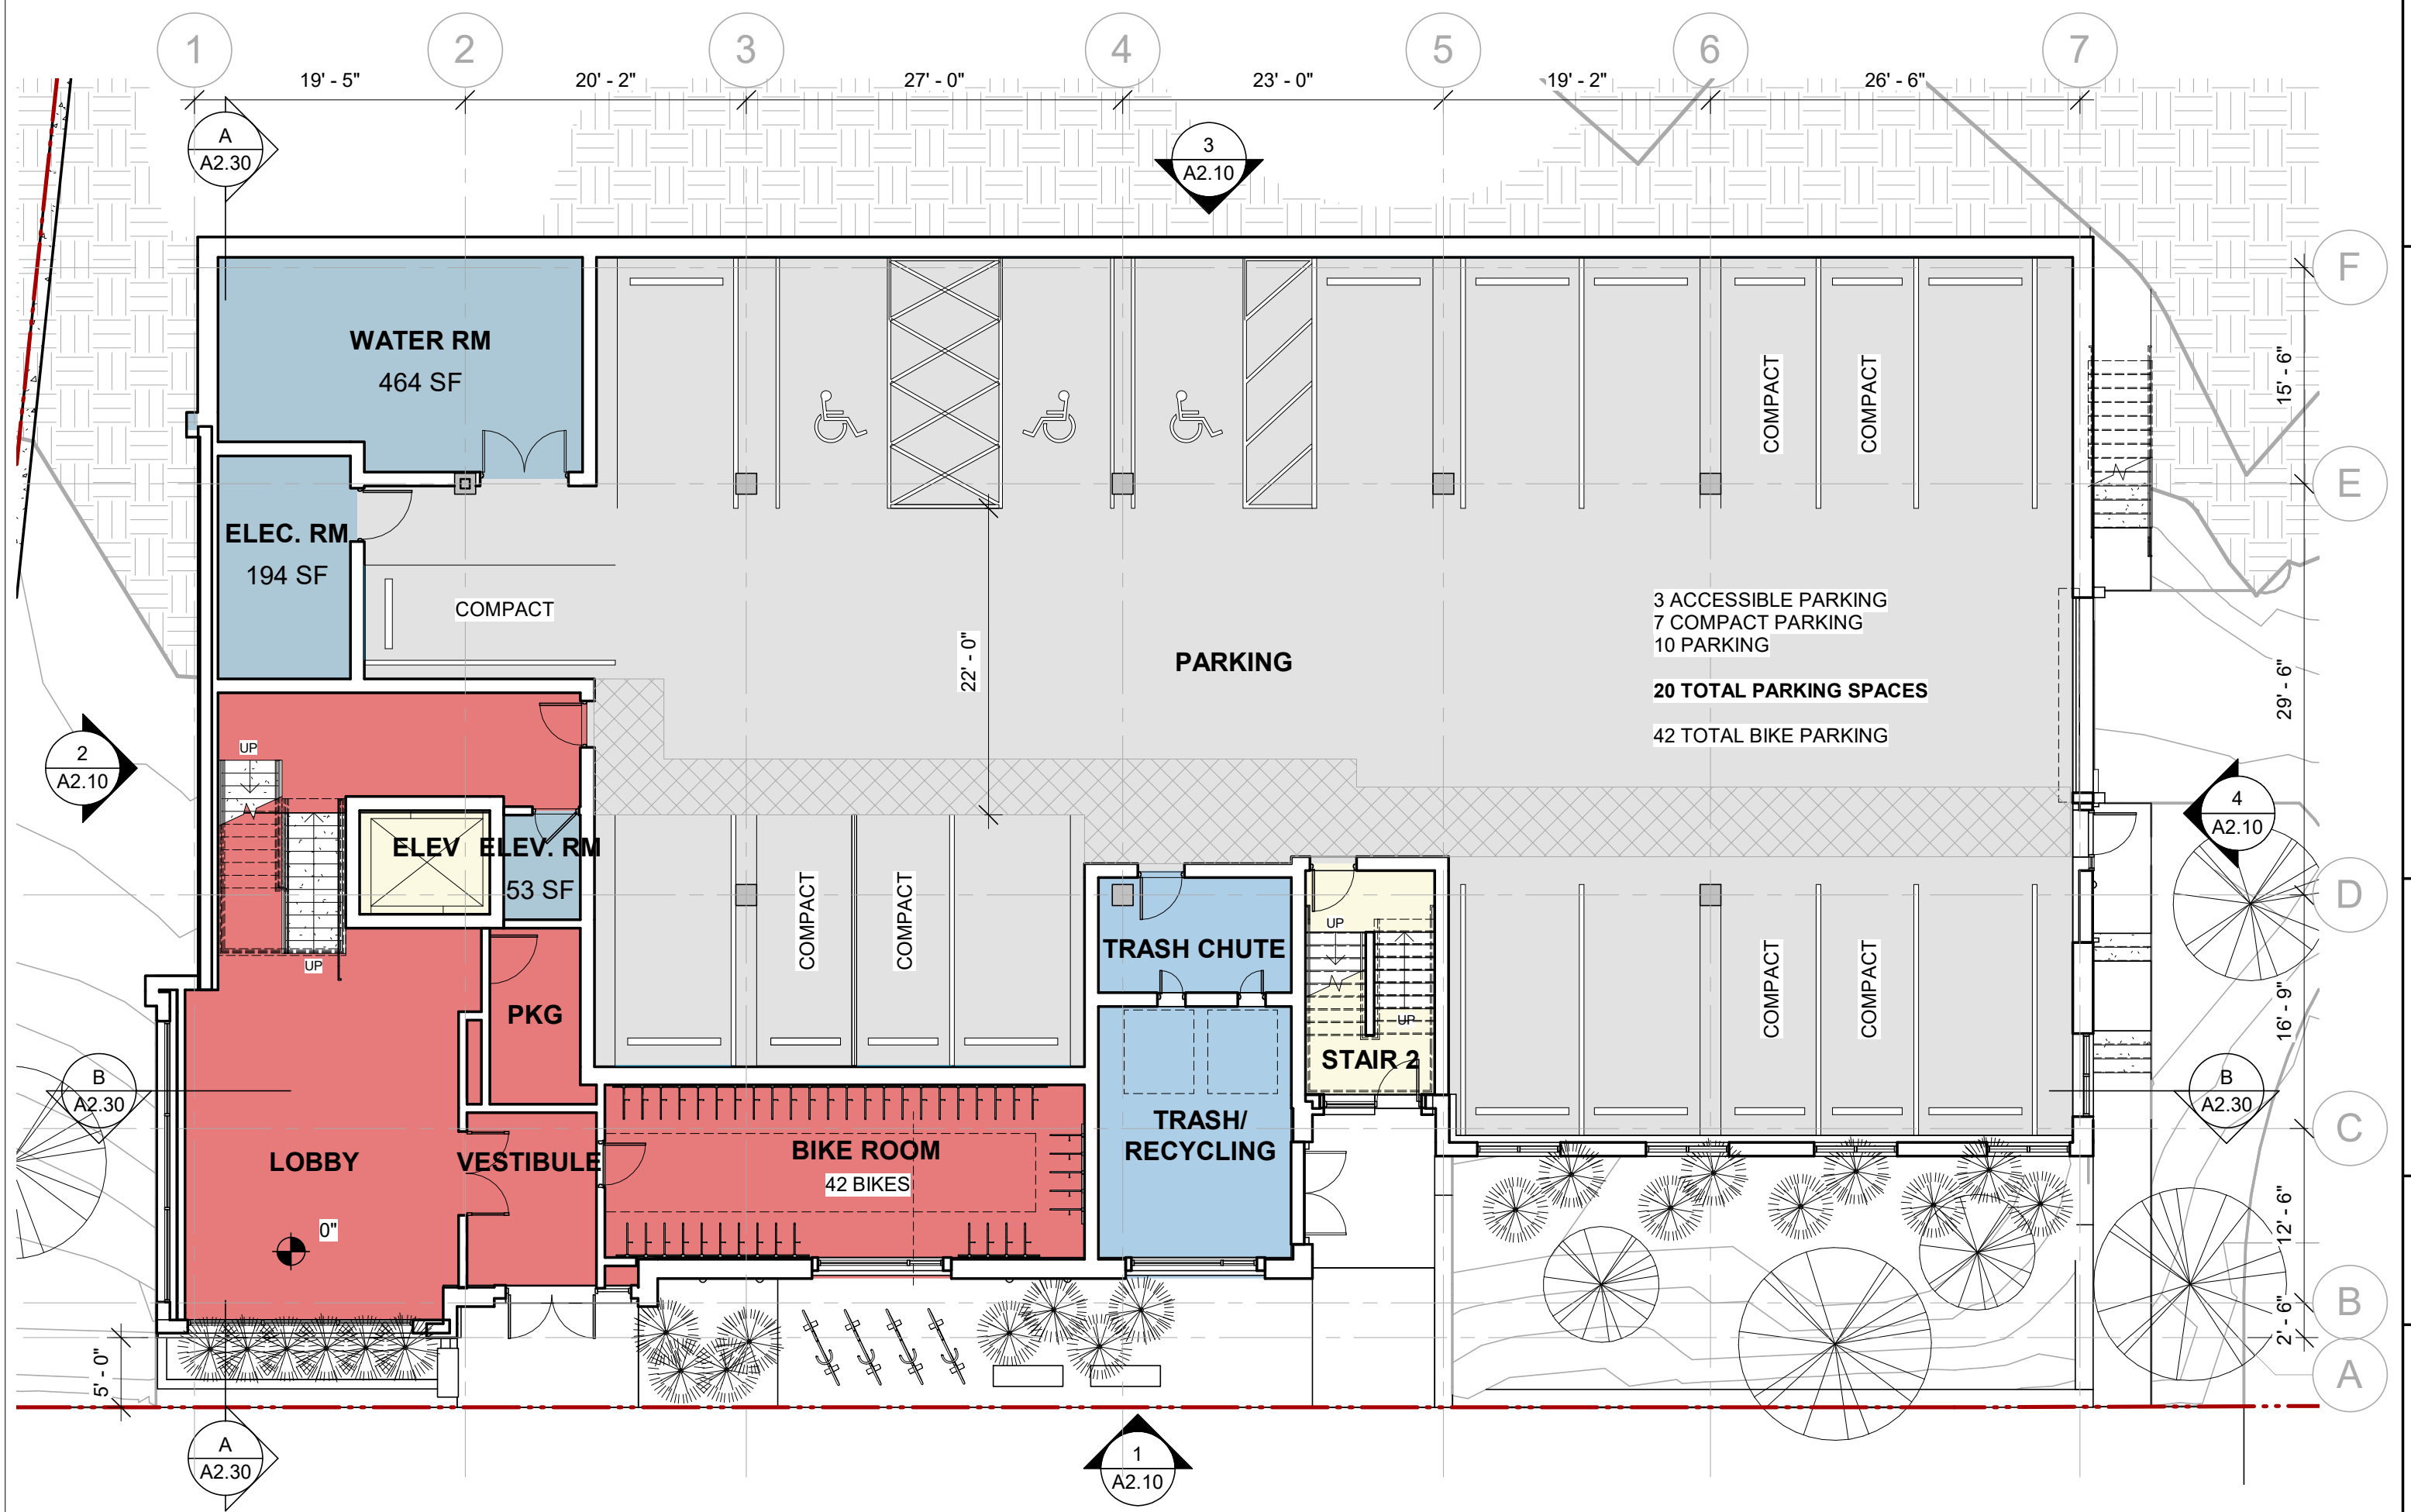 1
2
3
4
5
6
7
19' - 5"
20' - 2"
27' - 0"
23' - 0"
19' - 2"
26' - 6"
A
A2.30
3
A2.10
F
WATER RM
464 SF
15' - 6"
COMPACT
COMPACT
E
ELEC. RM
194 SF
COMPACT
22' - 0"
PARKING
3 ACCESSIBLE PARKING
7 COMPACT PARKING
10 PARKING
20 TOTAL PARKING SPACES
42 TOTAL BIKE PARKING
29' - 6"
2
A2.10
UP
4
A2.10
ELEV
ELEV. RM
53 SF
D
COMPACT
COMPACT
TRASH CHUTE
UP
UP
UP
STAIR 2
COMPACT
COMPACT
PKG
16' - 9"
B
A2.30
B
A2.30
C
LOBBY
VESTIBULE
BIKE ROOM
42 BIKES
TRASH/
RECYCLING
0"
12' - 6"
B
2' - 6"
A
5' - 0"
A
A2.30
1
A2.10